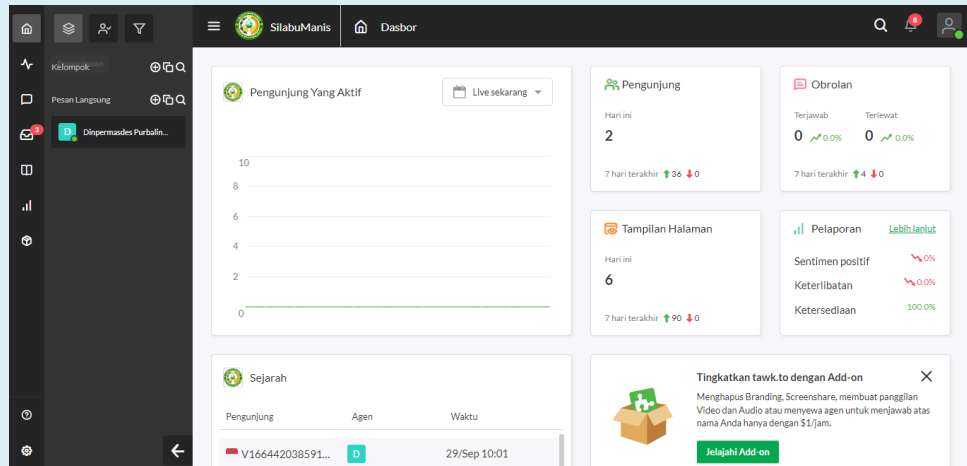 SilabuManis
Dasbor
8
Kelompok
Pesan Langsung
3
D
Dinpermasdes Purbalin...
Pengunjung Yang Aktif
Live sekarang
10
8
6
4
2
0
Pengunjung
Hari ini
2
7 hari terakhir 36 0
Obrolan
Terjawab Terlewat
0 0.0% 0 0.0%
7 hari terakhir 4 0
Tampilan Halaman
Hari ini
6
7 hari terakhir 90 0
Pelaporan Lebih lanjut
Sentimen positif 0%
Keterlibatan 0.0%
Ketersediaan 100.0%
Sejarah
Pengunjung Agen Waktu
V166442038591... D 29/Sep 10:01
Tingkatkan tawk.to dengan Add-on
Menghapus Branding, Screenshare, membuat panggilan
Video dan Audio atau menyewa agen untuk menjawab atas
nama Anda hanya dengan $1/jam.
Jelajahi Add-on